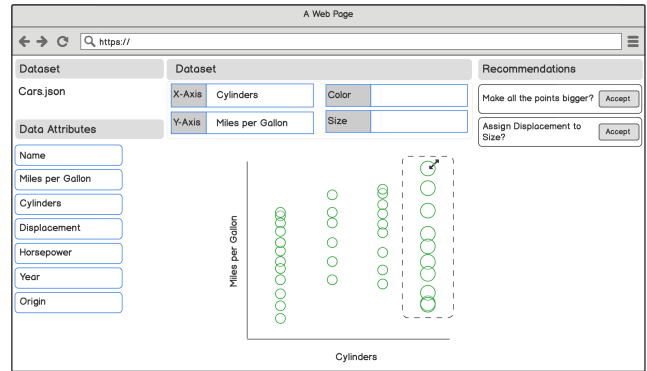 A Web Page
https://
Dataset
Cars.json
Data Attributes
Name
Miles per Gallon
Cylinders
Displacement
Horsepower
Year
Origin
Dataset
X-Axis Cylinders
Color
Y-Axis Miles per Gallon
Size
Miles per Gallon
Cylinders
Recommendations
Make all the points bigger? Accept
Assign Displacement to
Size?
Accept